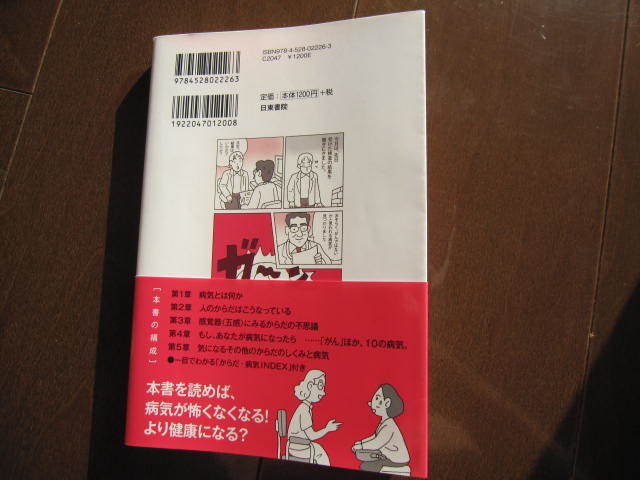 ISBN978-4-528-02226-3
C2047 ¥1200E
9784528022263
定価：本体1200円＋税
日東書院
1922047012008
ガーン
[本書の構成]
第1章 病気とは何か
第2章 人のからだはこうなっている
第3章 感覚器（五感）にみるからだの不思議
第4章 もし、あなたが病気になったら ……「がん」ほか、10の病気。
第5章 気になるその他のからだのしくみと病気
●一目でわかる「からだ・病気INDEX」付き
本書を読めば、
病気が怖くなくなる！
より健康になる？